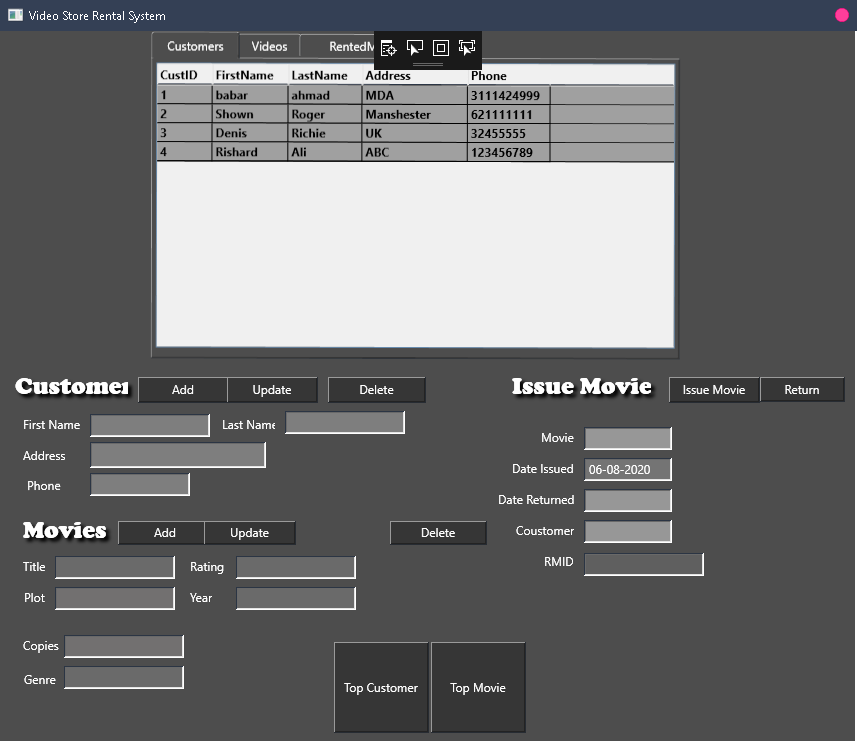 Video Store Rental System
Customers Videos RentedM
CustID FirstName LastName Address Phone
1 babar ahmad MDA 3111424999
2 Shown Roger Manshester 621111111
3 Denis Richie UK 32455555
4 Rishard Ali ABC 123456789
Customer Add Update Delete
First Name Last Name
Address
Phone
Issue Movie Issue Movie Return
Movie
Date Issued 06-08-2020
Date Returned
Coustomer
RMID
Movies Add Update Delete
Title Rating
Plot Year
Copies
Genre
Top Customer Top Movie